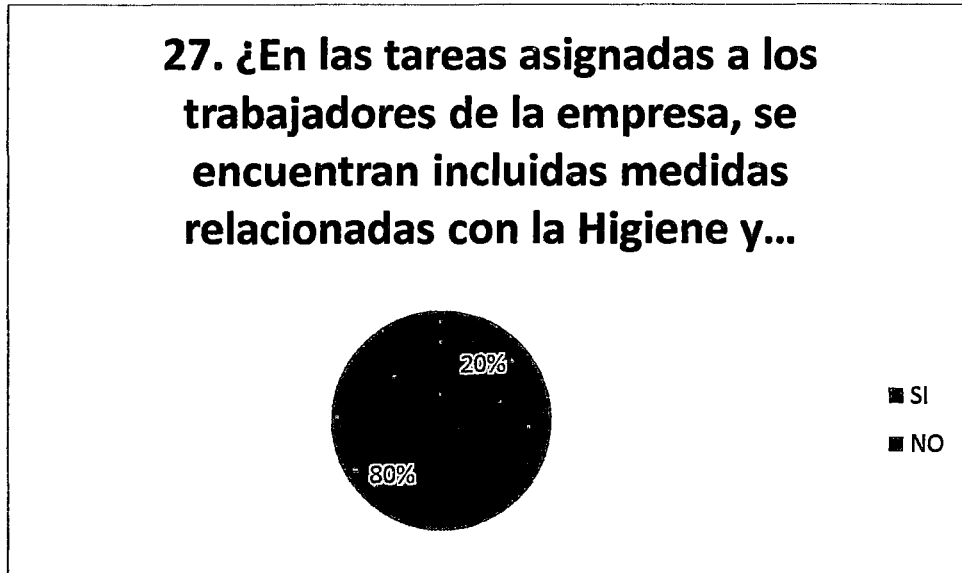 27. ¿En las tareas asignadas a los
trabajadores de la empresa, se
encuentran incluidas medidas
relacionadas con la Higiene y...
20%
80%
SI
NO